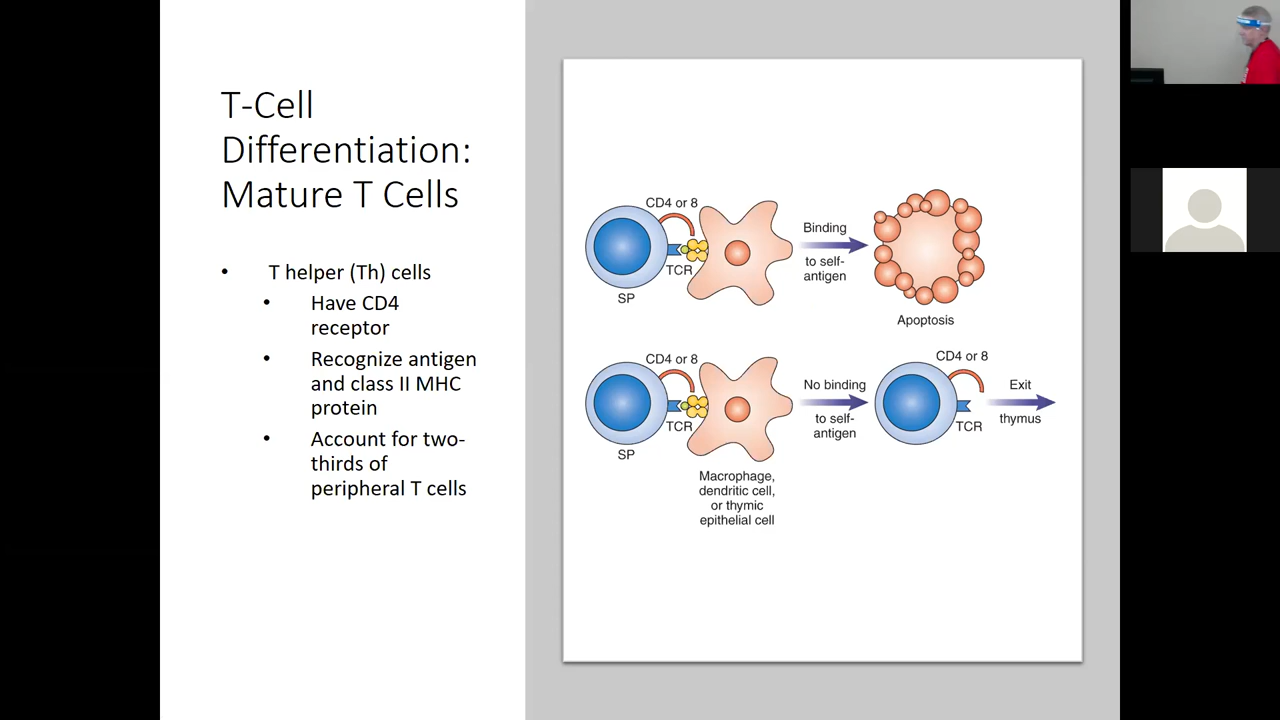 T-Cell
Differentiation:
Mature T Cells
• T helper (Th) cells
• Have CD4
receptor
• Recognize antigen
and class II MHC
protein
• Account for two-
thirds of
peripheral T cells
CD4 or 8
TCR
SP
Binding
to self-
antigen
Apoptosis
CD4 or 8
TCR
SP
Macrophage,
dendritic cell,
or thymic
epithelial cell
No binding
to self-
antigen
CD4 or 8
TCR
Exit
thymus